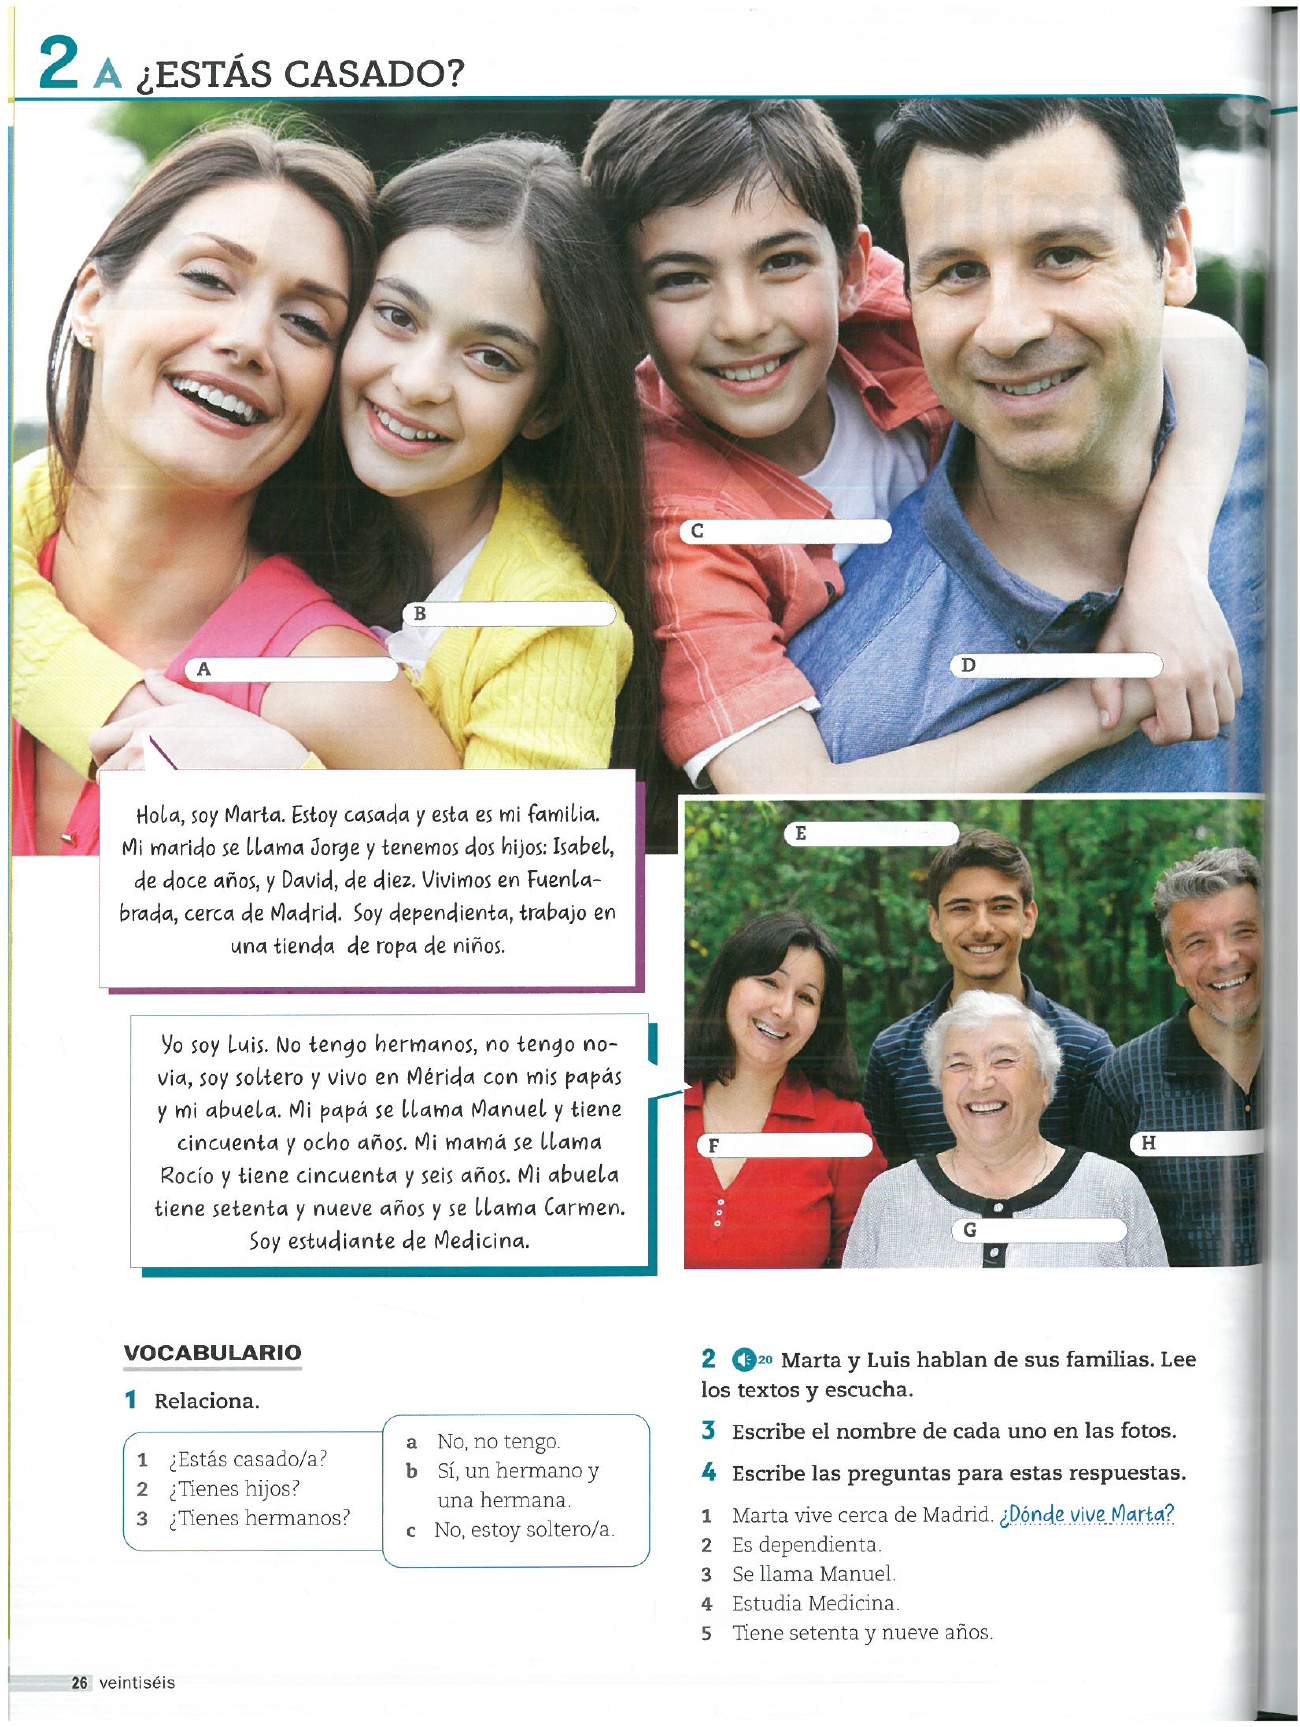 2 A ¿ESTÁS CASADO?
A
B
C
D
Hola, soy Marta. Estoy casada y esta es mi familia.
Mi marido se llama Jorge y tenemos dos hijos: Isabel,
de doce años, y David, de diez. Vivimos en Fuenla-
brada, cerca de Madrid. Soy dependienta, trabajo en
una tienda de ropa de niños.
E
F
G
H
Yo soy Luis. No tengo hermanos, no tengo no-
via, soy soltero y vivo en Mérida con mis papás
y mi abuela. Mi papá se llama Manuel y tiene
cincuenta y ocho años. Mi mamá se llama
Rocío y tiene cincuenta y seis años. Mi abuela
tiene setenta y nueve años y se llama Carmen.
Soy estudiante de Medicina.
VOCABULARIO
1 Relaciona.
1 ¿Estás casado/a?
2 ¿Tienes hijos?
3 ¿Tienes hermanos?
a No, no tengo.
b Sí, un hermano y
una hermana.
c No, estoy soltero/a.
2 20 Marta y Luis hablan de sus familias. Lee
los textos y escucha.
3 Escribe el nombre de cada uno en las fotos.
4 Escribe las preguntas para estas respuestas.
1 Marta vive cerca de Madrid. ¿Dónde vive Marta?
2 Es dependienta.
3 Se llama Manuel.
4 Estudia Medicina.
5 Tiene setenta y nueve años.
26 veintiséis